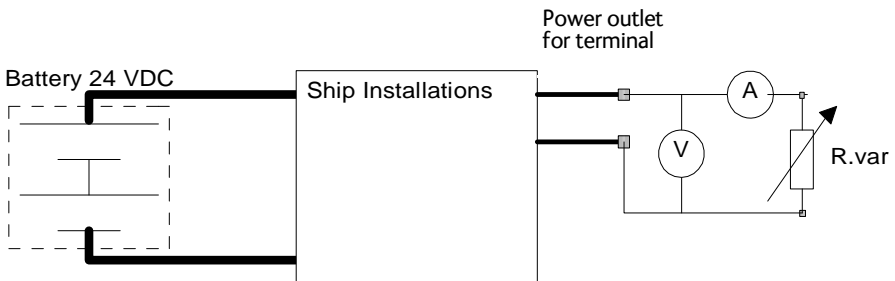 Power outlet
for terminal
Battery 24 VDC
Ship Installations
A
V
R.var